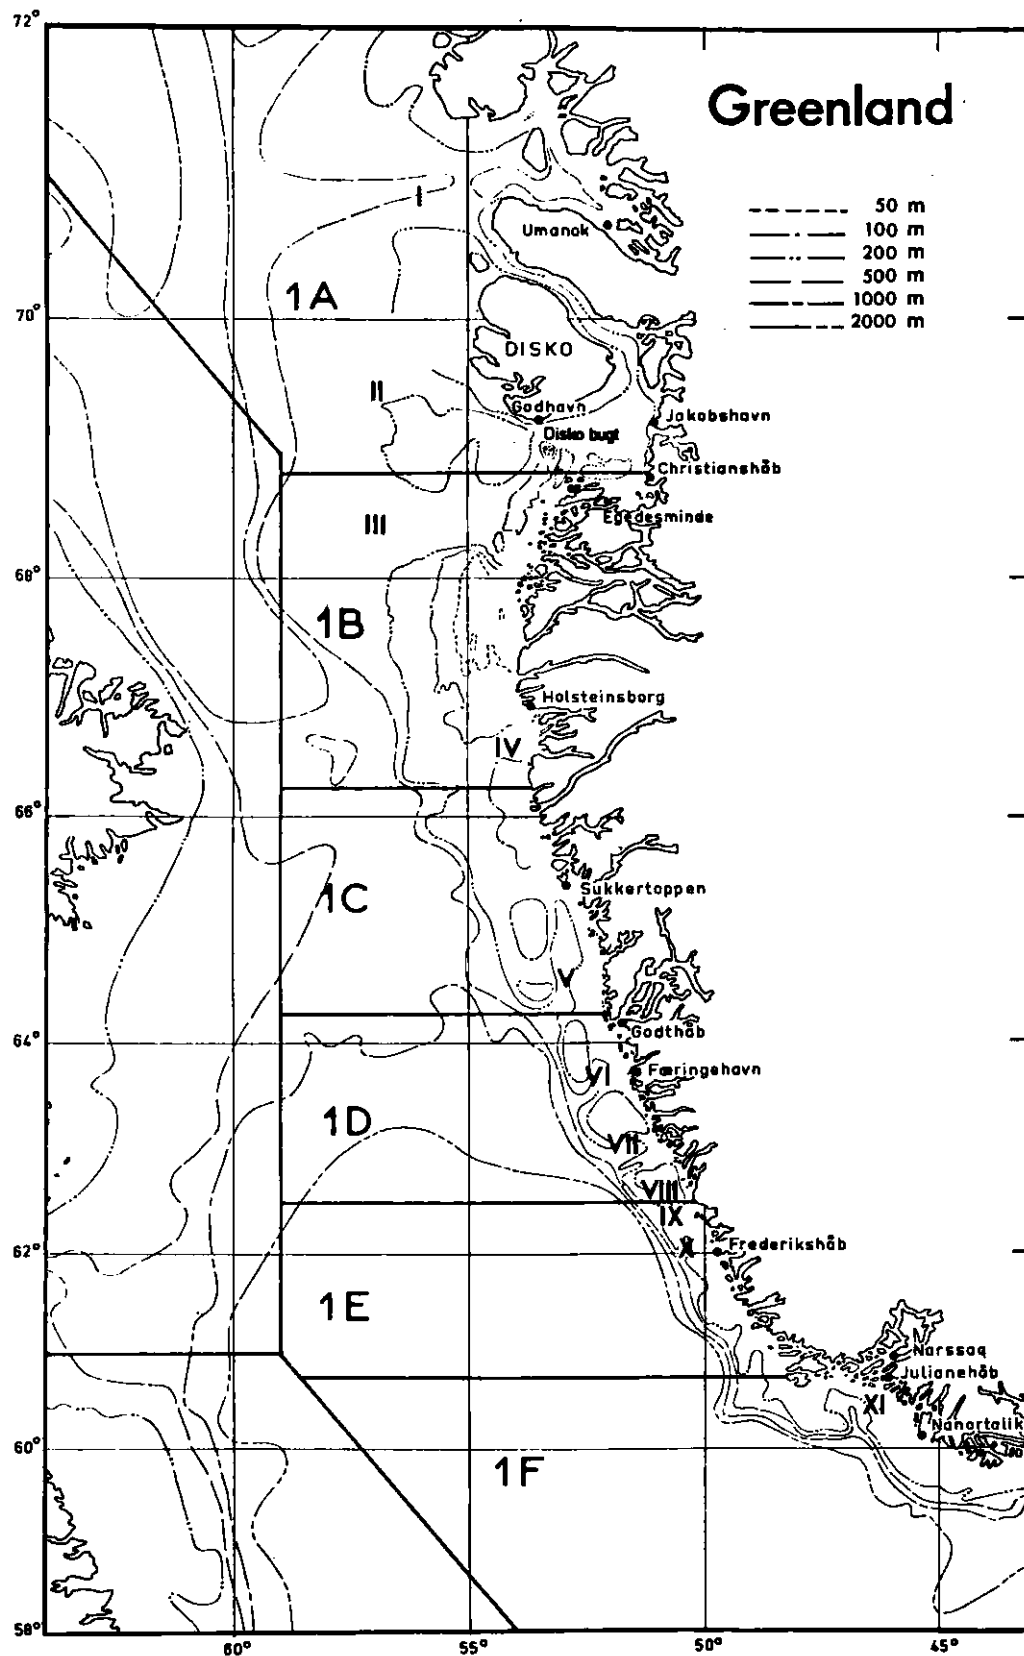 72°
Greenland
I
50 m
100 m
200 m
500 m
1000 m
2000 m
Umanak
1A
70°
DISKO
II
Godhavn
Jakobshavn
Disko bugt
Christianshåb
III
Egedesminde
68°
1B
Holsteinsborg
IV
66°
1C
Sukkertoppen
V
64°
Godthåb
VI
Færingehavn
1D
VII
VIII
IX
X
Frederikshåb
62°
1E
Narssaq
Julianehåb
XI
Nanortalik
60°
1F
58°
60°
55°
50°
45°